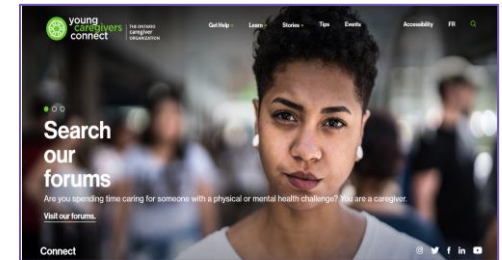 young
caregivers
connect
THE ONTARIO
caregiver
ORGANIZATION
Get Help
Learn
Stories
Tips
Events
Accessibility
FR
Search
our
forums
Are you spending time caring for someone with a physical or mental health challenge? You are a caregiver.
Visit our forums.
Connect